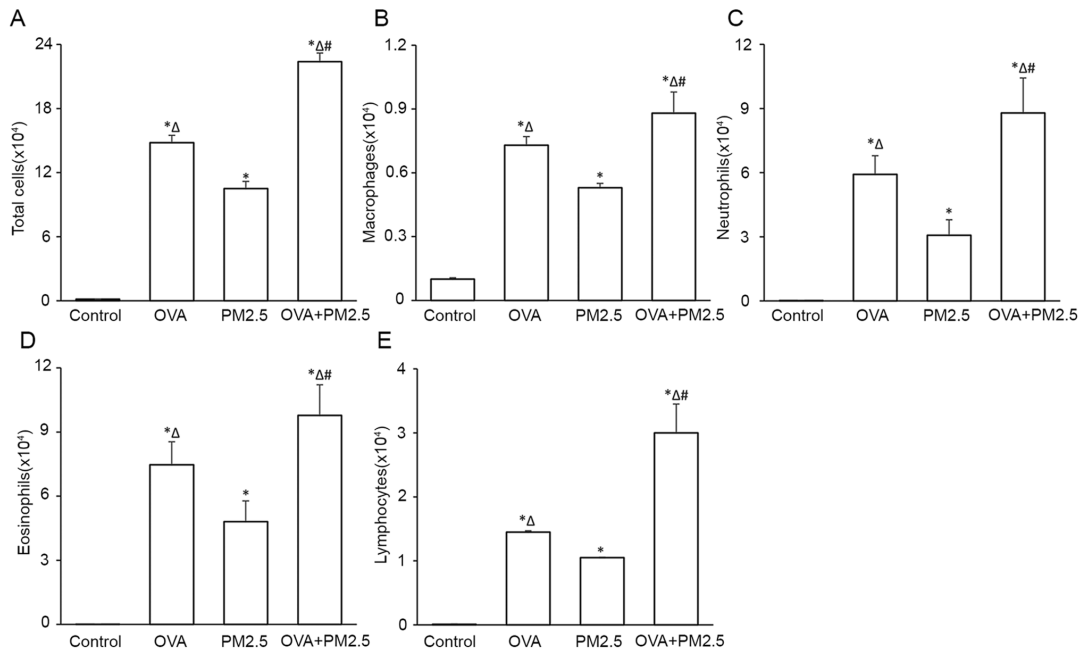 A
Total cells(x10⁴)
24
18
12
6
0
*Δ
*
*Δ#
Control OVA PM2.5 OVA+PM2.5
B
Macrophages(x10⁴)
1.2
0.9
0.6
0.3
0
*Δ
*
*Δ#
Control OVA PM2.5 OVA+PM2.5
C
Neutrophils(x10⁴)
12
9
6
3
0
*Δ
*
*Δ#
Control OVA PM2.5 OVA+PM2.5
D
Eosinophils(x10⁴)
12
9
6
3
0
*Δ
*
*Δ#
Control OVA PM2.5 OVA+PM2.5
E
Lymphocytes(x10⁴)
4
3
2
1
0
*Δ
*
*Δ#
Control OVA PM2.5 OVA+PM2.5